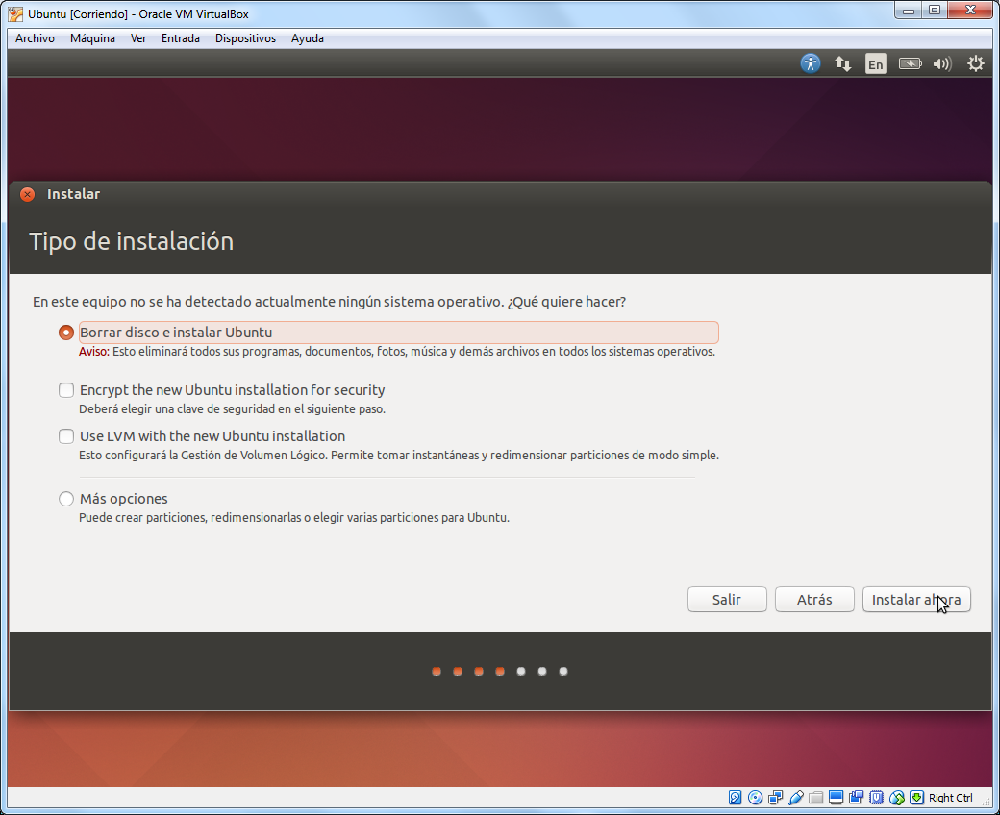 Ubuntu [Corriendo] - Oracle VM VirtualBox
Archivo Máquina Ver Entrada Dispositivos Ayuda
En
Instalar
Tipo de instalación
En este equipo no se ha detectado actualmente ningún sistema operativo. ¿Qué quiere hacer?
Borrar disco e instalar Ubuntu
Aviso: Esto eliminará todos sus programas, documentos, fotos, música y demás archivos en todos los sistemas operativos.
Encrypt the new Ubuntu installation for security
Deberá elegir una clave de seguridad en el siguiente paso.
Use LVM with the new Ubuntu installation
Esto configurará la Gestión de Volumen Lógico. Permite tomar instantáneas y redimensionar particiones de modo simple.
Más opciones
Puede crear particiones, redimensionarlas o elegir varias particiones para Ubuntu.
Salir Atrás Instalar ahora
Right Ctrl